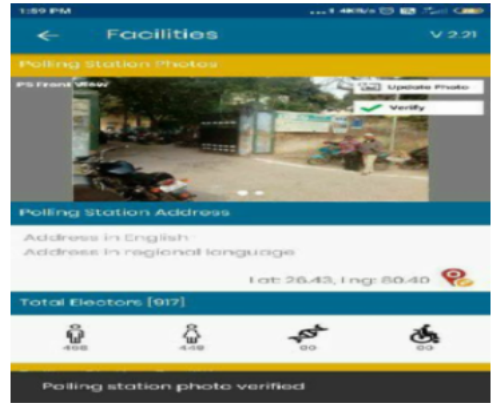 1:59 PM
Facilities V 2.21
Polling Station Photos
PS Front View
Update Photo
Verify
Polling Station Address
Address in English
Address in regional language
Lat: 26.43, Lng: 80.40
Total Electors [917]
Polling station photo verified